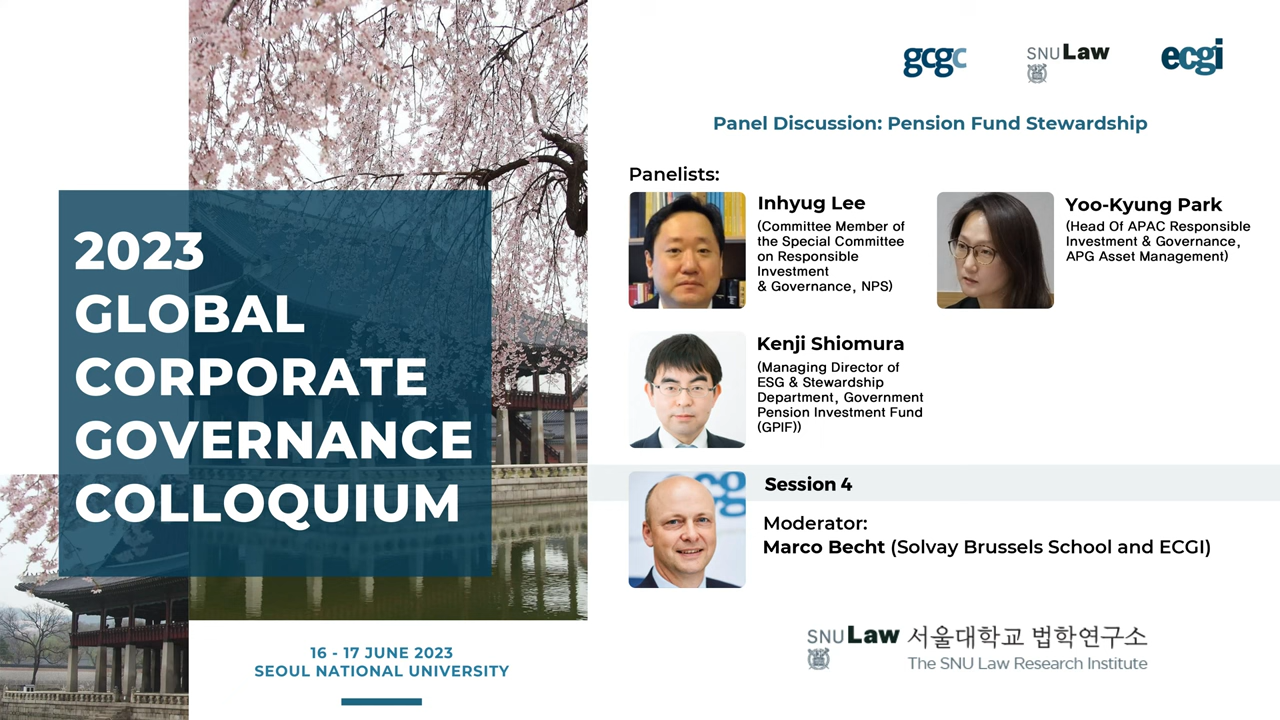 2023
GLOBAL
CORPORATE
GOVERNANCE
COLLOQUIUM
16 - 17 JUNE 2023
SEOUL NATIONAL UNIVERSITY
gcgc
SNU Law
ecgi
Panel Discussion: Pension Fund Stewardship
Panelists:
Inhyug Lee
(Committee Member of
the Special Committee
on Responsible
Investment
& Governance, NPS)
Yoo-Kyung Park
(Head Of APAC Responsible
Investment & Governance,
APG Asset Management)
Kenji Shiomura
(Managing Director of
ESG & Stewardship
Department, Government
Pension Investment Fund
(GPIF))
Session 4
Moderator:
Marco Becht (Solvay Brussels School and ECGI)
SNU Law 서울대학교 법학연구소
The SNU Law Research Institute